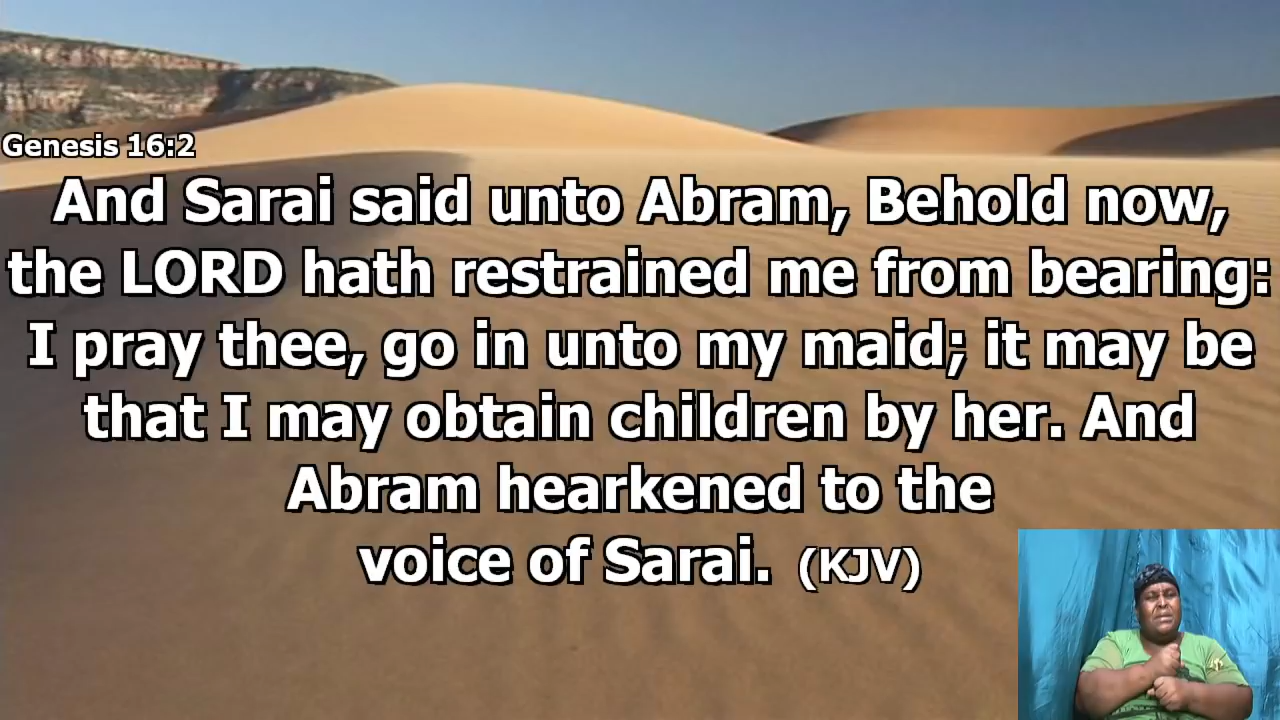 Genesis 16:2
And Sarai said unto Abram, Behold now,
the LORD hath restrained me from bearing:
I pray thee, go in unto my maid; it may be
that I may obtain children by her. And
Abram hearkened to the
voice of Sarai. (KJV)